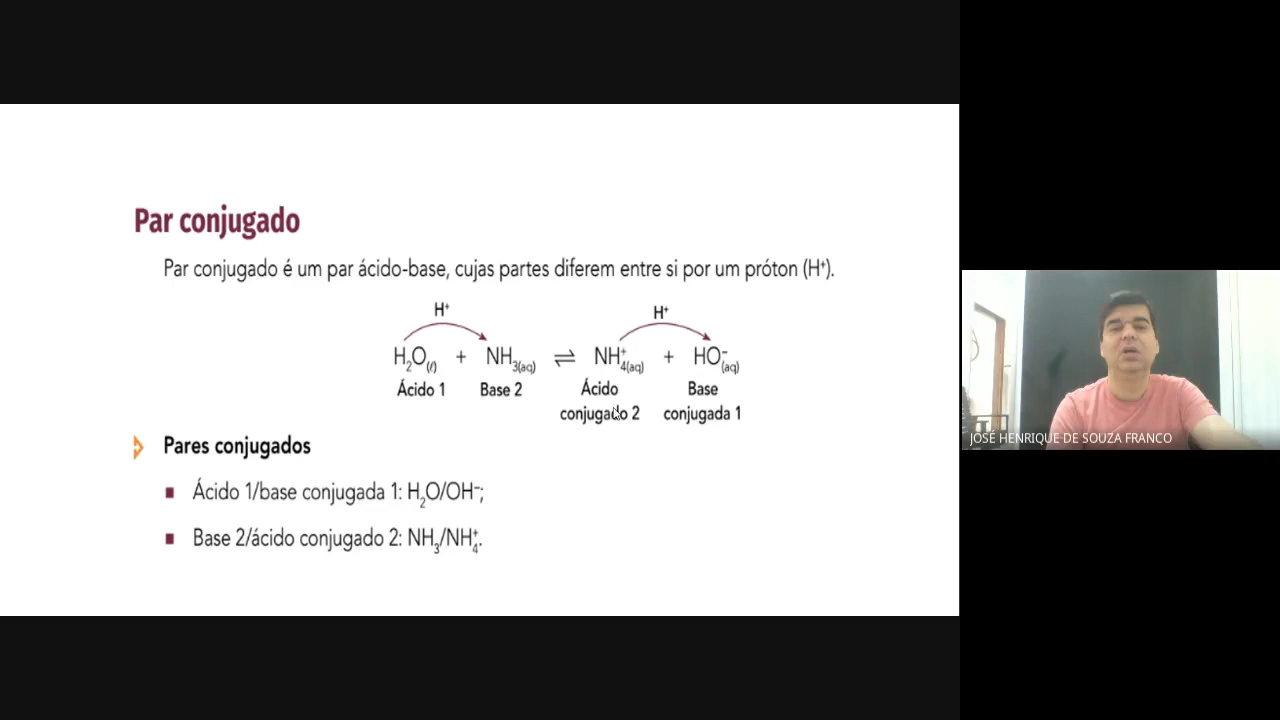 Par conjugado
Par conjugado é um par ácido-base, cujas partes diferem entre si por um próton (H⁺).
H⁺ H⁺
H₂O(ℓ) + NH₃(aq) ⇌ NH₄⁺(aq) + HO⁻(aq)
Ácido 1 Base 2 Ácido conjugado 2 Base conjugada 1
Pares conjugados
Ácido 1/base conjugada 1: H₂O/OH⁻;
Base 2/ácido conjugado 2: NH₃/NH₄⁺.
JOSÉ HENRIQUE DE SOUZA FRANCO